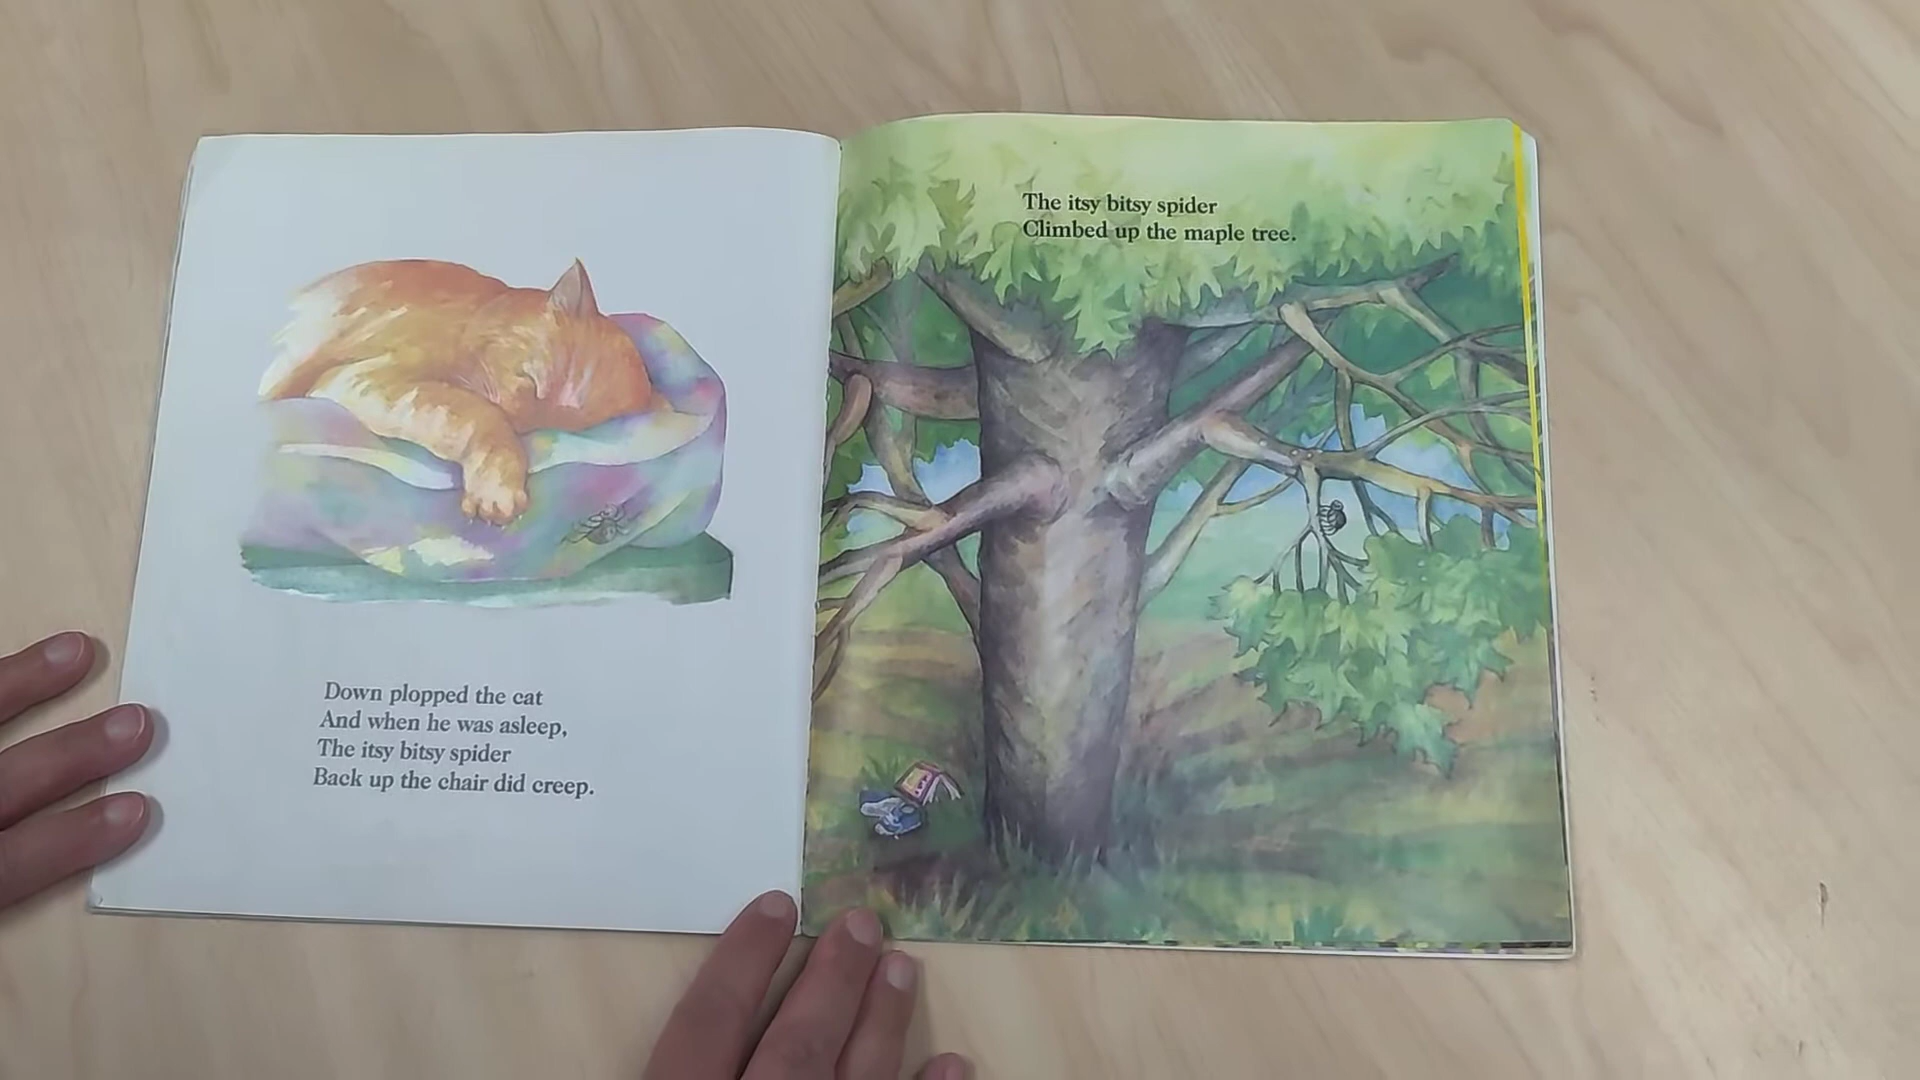 Down plopped the cat
And when he was asleep,
The itsy bitsy spider
Back up the chair did creep.
The itsy bitsy spider
Climbed up the maple tree.